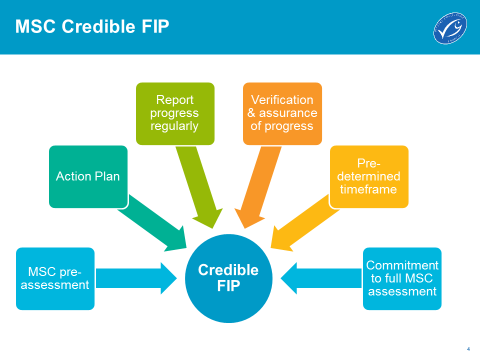 MSC Credible FIP
Report
progress
regularly
Verification
& assurance
of progress
Action Plan
Pre-
determined
timeframe
MSC pre-
assessment
Credible
FIP
Commitment
to full MSC
assessment
4